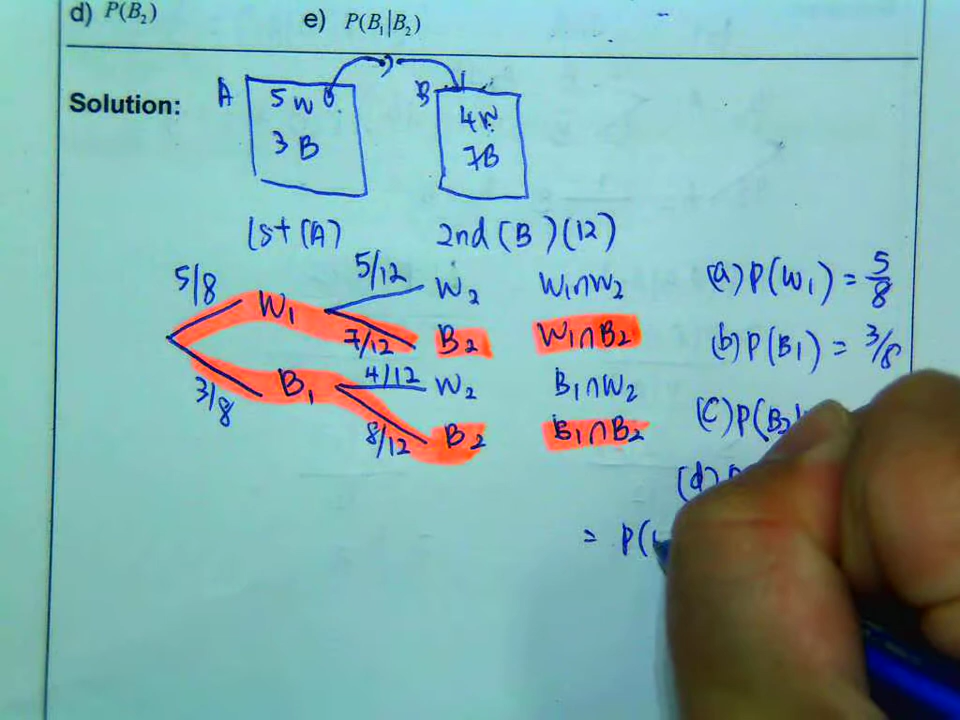 d) P(B₂) e) P(B₁|B₂)
Solution: A B
5 W 4W
3 B 7B
1st (A) 2nd (B) (12)
5/8 W₁ 5/12 W₂ W₁∩W₂ (a) P(W₁) = 5/8
7/12 B₂ W₁∩B₂ (b) P(B₁) = 3/8
3/8 B₁ 4/12 W₂ B₁∩W₂
8/12 B₂ B₁∩B₂ (c) P(B₂
(d)
= P(